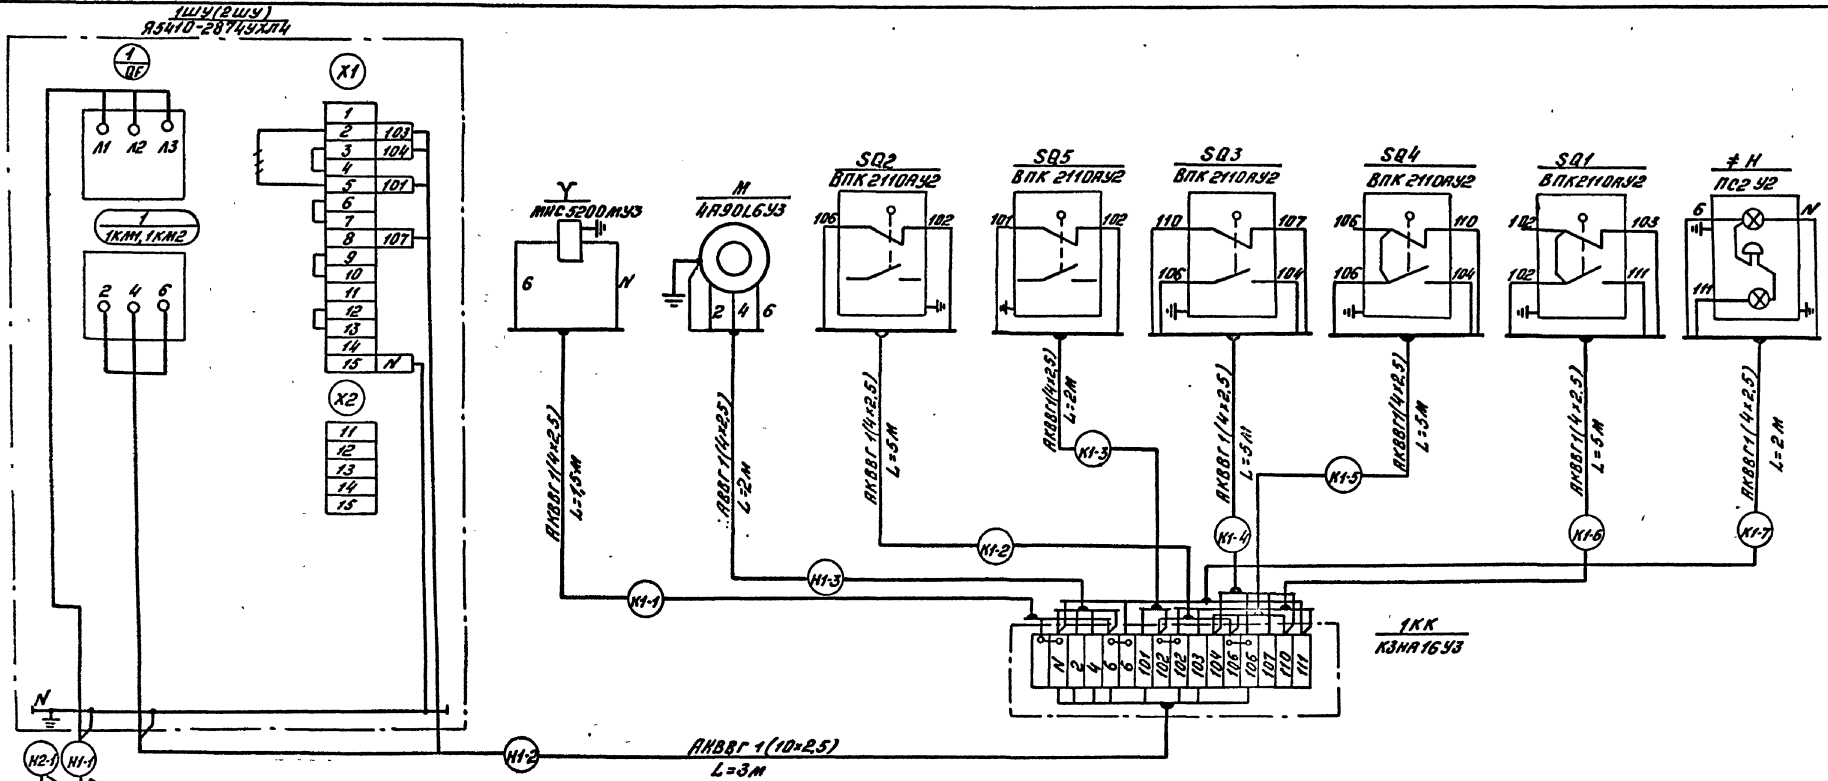 1ШУ(2ШУ)
Я5410-2874УХЛ4
1
QF
X1
Л1 Л2 Л3
1
2 103
3 104
4
5 101
6
7
8 107
9
10
11
12
13
14
15 N
1
1КМ1, 1КМ2
2 4 6
X2
11
12
13
14
15
N
Н2-1 Н1-1
Y
МИС 5200МУ3
6 N
АКВВГ 1(4×2,5)
L=1,5м
К1-1
М
4А90L6У3
2 4 6
АКВВГ 1(4×2,5)
L=2м
Н1-3
SQ2
ВПК 2110АУ2
106 102
АКВВГ 1(4×2,5)
L=5м
К1-2
SQ5
ВПК 2110АУ2
101 102
АКВВГ 1(4×2,5)
L=2м
К1-3
SQ3
ВПК 2110АУ2
110 107
106 104
АКВВГ 1(4×2,5)
L=5м
К1-4
SQ4
ВПК 2110АУ2
106 110
106 104
АКВВГ 1(4×2,5)
L=5м
К1-5
SQ1
ВПК2110АУ2
102 103
102 111
АКВВГ 1(4×2,5)
L=5м
К1-6
≠ Н
ПС2 У2
6 N
111
АКВВГ 1(4×2,5)
L=2м
К1-7
1КК
КЗНА16У3
N 2 4 6 6 101 102 102 103 104 106 106 107 110 111
Н1-2
АКВВГ 1(10×2,5)
L=3м